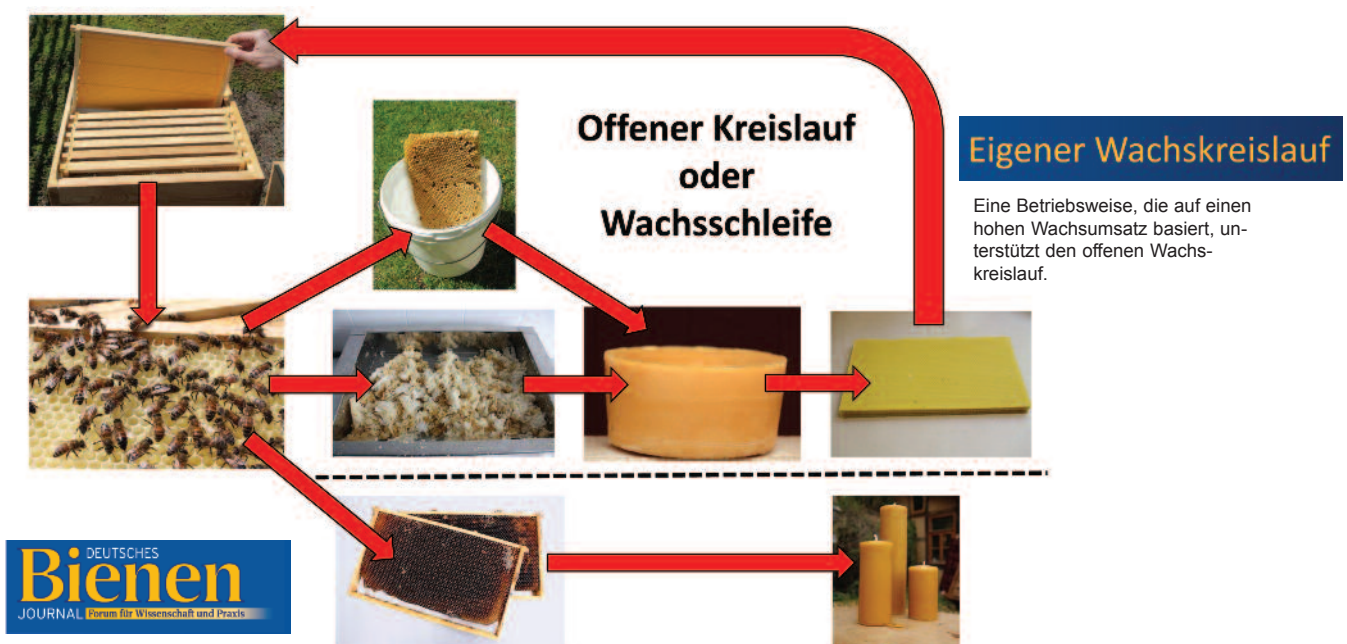 Offener Kreislauf
oder
Wachsschleife
Eigener Wachskreislauf
Eine Betriebsweise, die auf einen
hohen Wachsumsatz basiert, un-
terstützt den offenen Wachs-
kreislauf.
DEUTSCHES
Bienen
JOURNAL Forum für Wissenschaft und Praxis